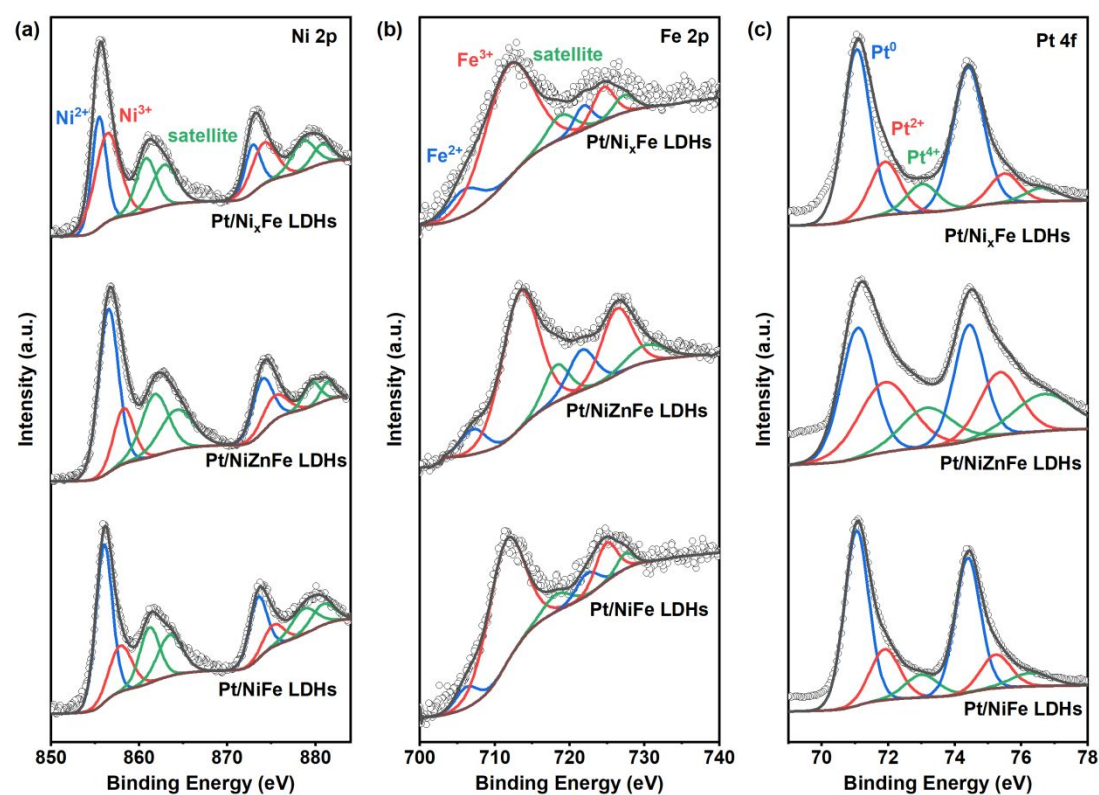 (a)
Ni 2p
Ni2+
Ni3+
satellite
Pt/NixFe LDHs
Pt/NiZnFe LDHs
Pt/NiFe LDHs
Intensity (a.u.)
850 860 870 880
Binding Energy (eV)
(b)
Fe 2p
Fe3+
satellite
Fe2+
Pt/NixFe LDHs
Pt/NiZnFe LDHs
Pt/NiFe LDHs
Intensity (a.u.)
700 710 720 730 740
Binding Energy (eV)
(c)
Pt 4f
Pt0
Pt2+
Pt4+
Pt/NixFe LDHs
Pt/NiZnFe LDHs
Pt/NiFe LDHs
Intensity (a.u.)
70 72 74 76 78
Binding Energy (eV)